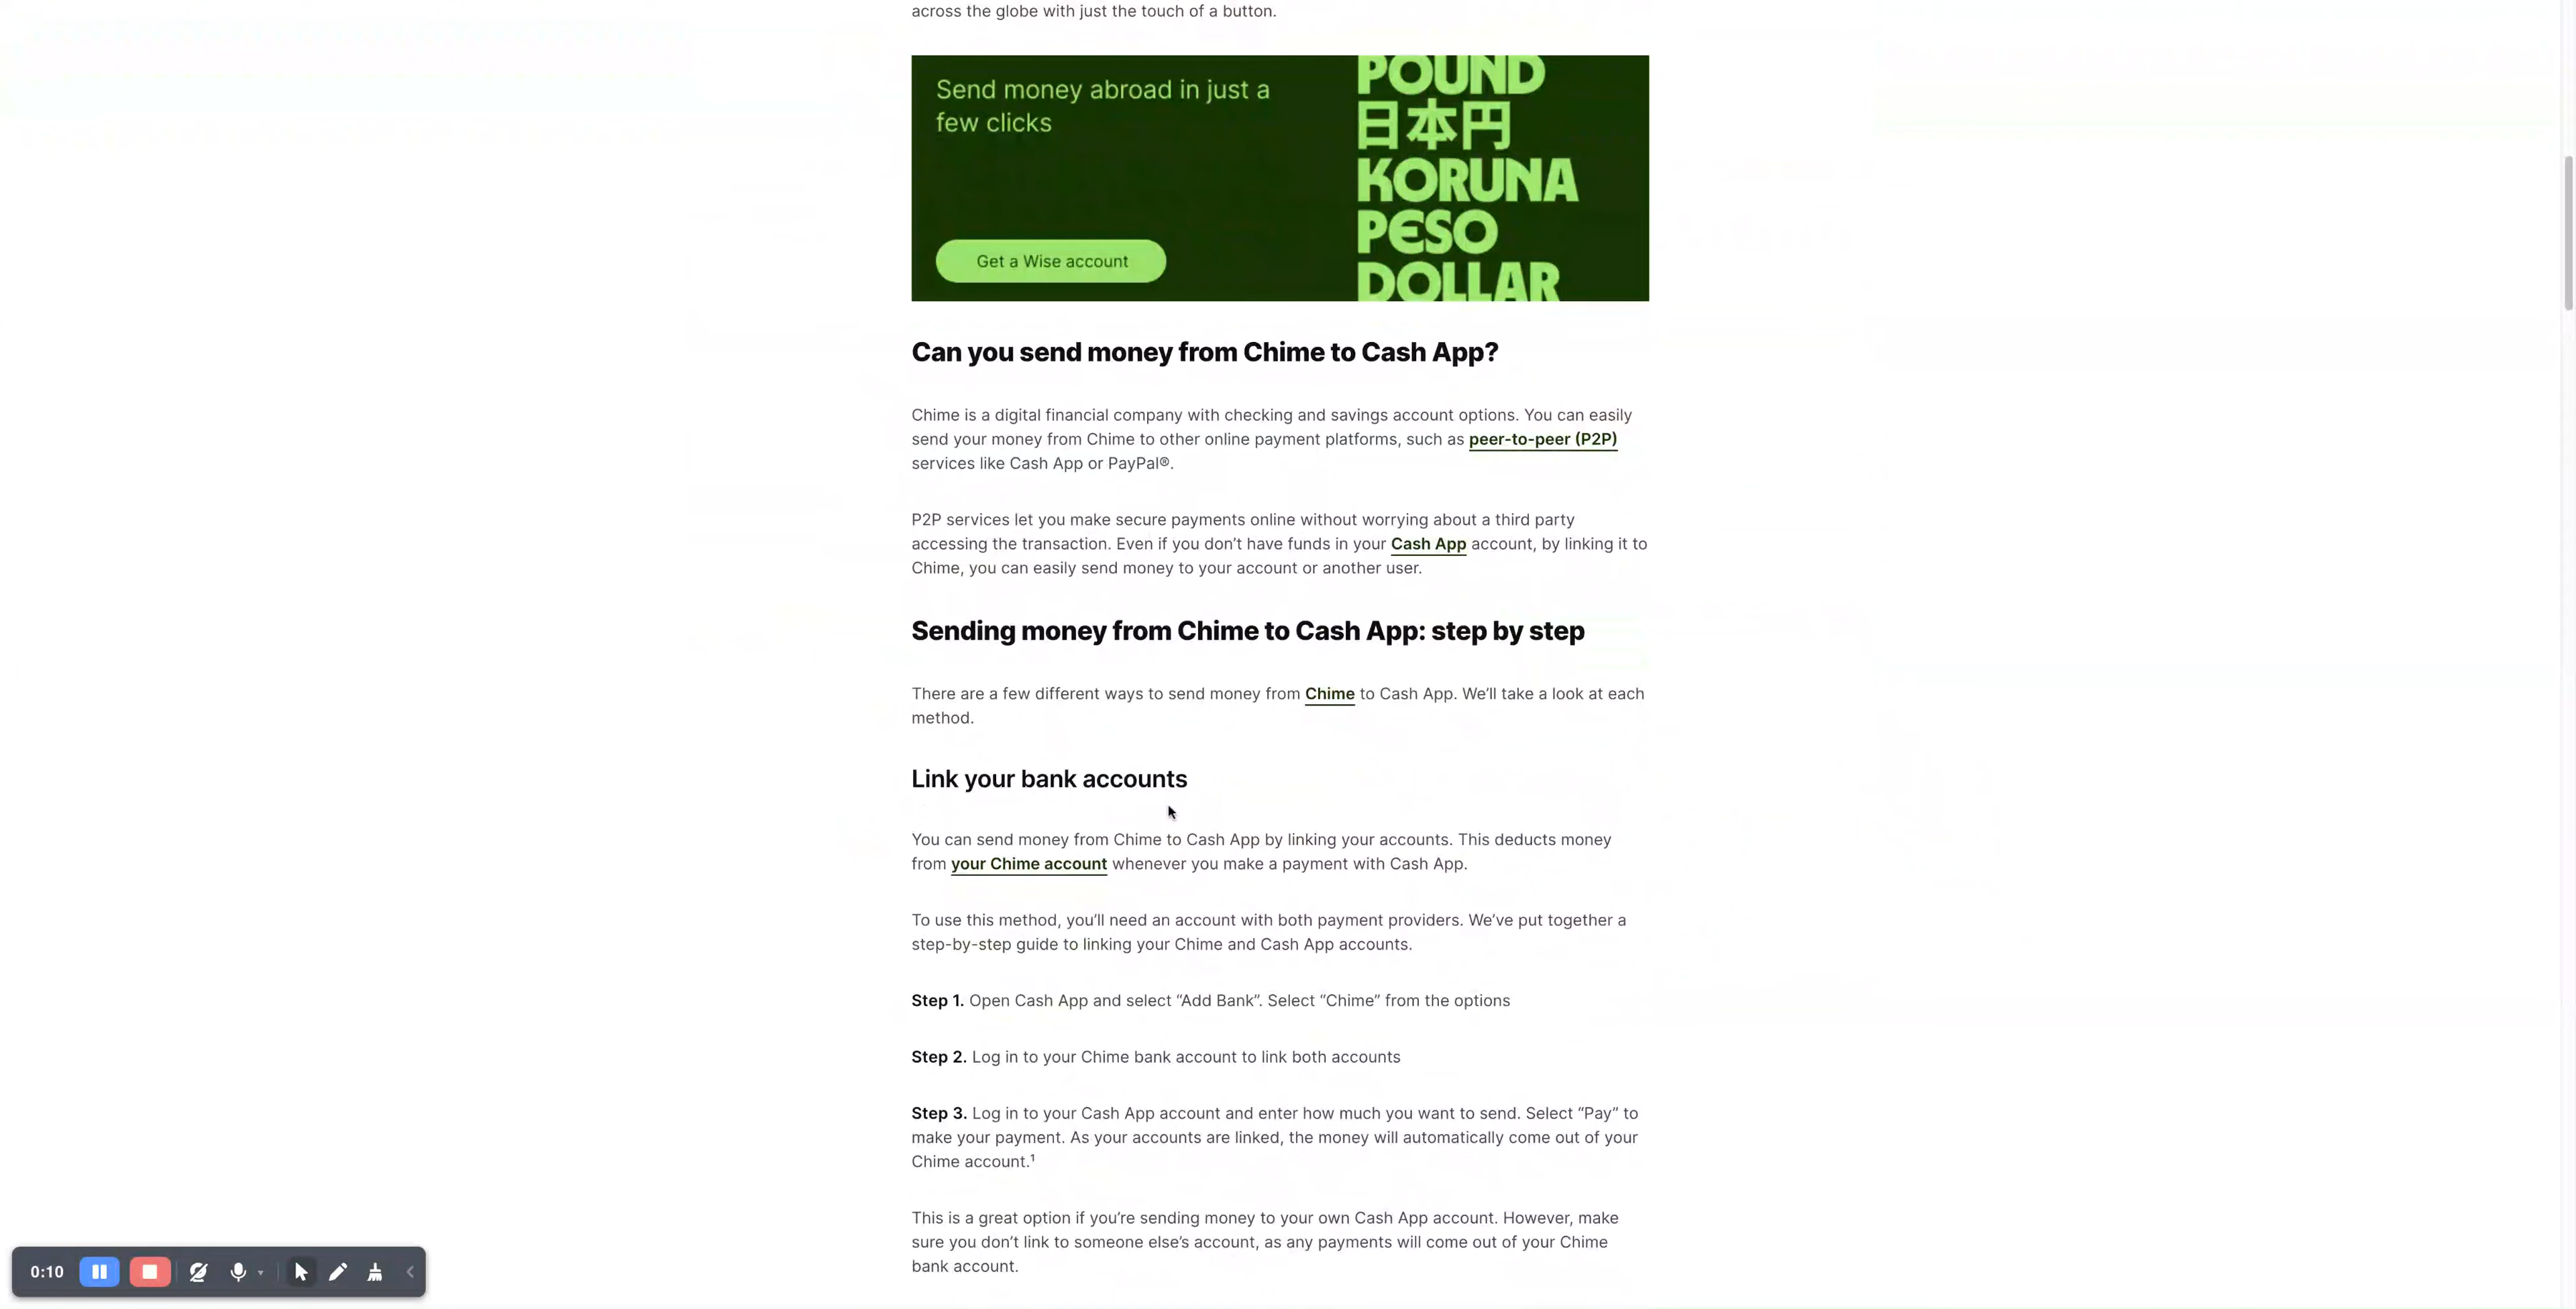 across the globe with just the touch of a button.
Send money abroad in just a
few clicks
Get a Wise account
POUND
日本円
KORUNA
PESO
DOLLAR
Can you send money from Chime to Cash App?
Chime is a digital financial company with checking and savings account options. You can easily
send your money from Chime to other online payment platforms, such as peer-to-peer (P2P)
services like Cash App or PayPal®.
P2P services let you make secure payments online without worrying about a third party
accessing the transaction. Even if you don’t have funds in your Cash App account, by linking it to
Chime, you can easily send money to your account or another user.
Sending money from Chime to Cash App: step by step
There are a few different ways to send money from Chime to Cash App. We’ll take a look at each
method.
Link your bank accounts
You can send money from Chime to Cash App by linking your accounts. This deducts money
from your Chime account whenever you make a payment with Cash App.
To use this method, you’ll need an account with both payment providers. We’ve put together a
step-by-step guide to linking your Chime and Cash App accounts.
Step 1. Open Cash App and select “Add Bank”. Select “Chime” from the options
Step 2. Log in to your Chime bank account to link both accounts
Step 3. Log in to your Cash App account and enter how much you want to send. Select “Pay” to
make your payment. As your accounts are linked, the money will automatically come out of your
Chime account.¹
This is a great option if you’re sending money to your own Cash App account. However, make
sure you don’t link to someone else’s account, as any payments will come out of your Chime
bank account.
0:10